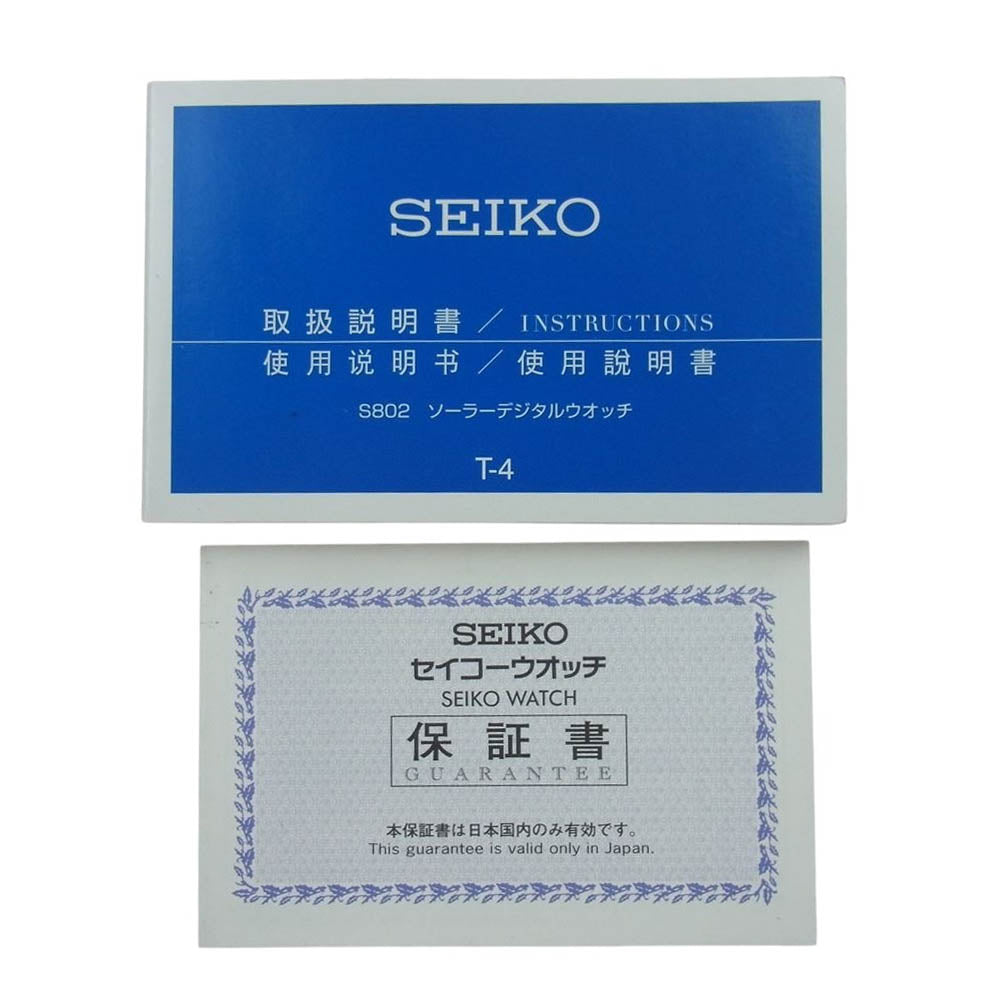 SEIKO
取扱説明書／INSTRUCTIONS
使用说明书／使用說明書
S802 ソーラーデジタルウオッチ
T-4
SEIKO
セイコーウオッチ
SEIKO WATCH
保証書
GUARANTEE
本保証書は日本国内のみ有効です。
This guarantee is valid only in Japan.